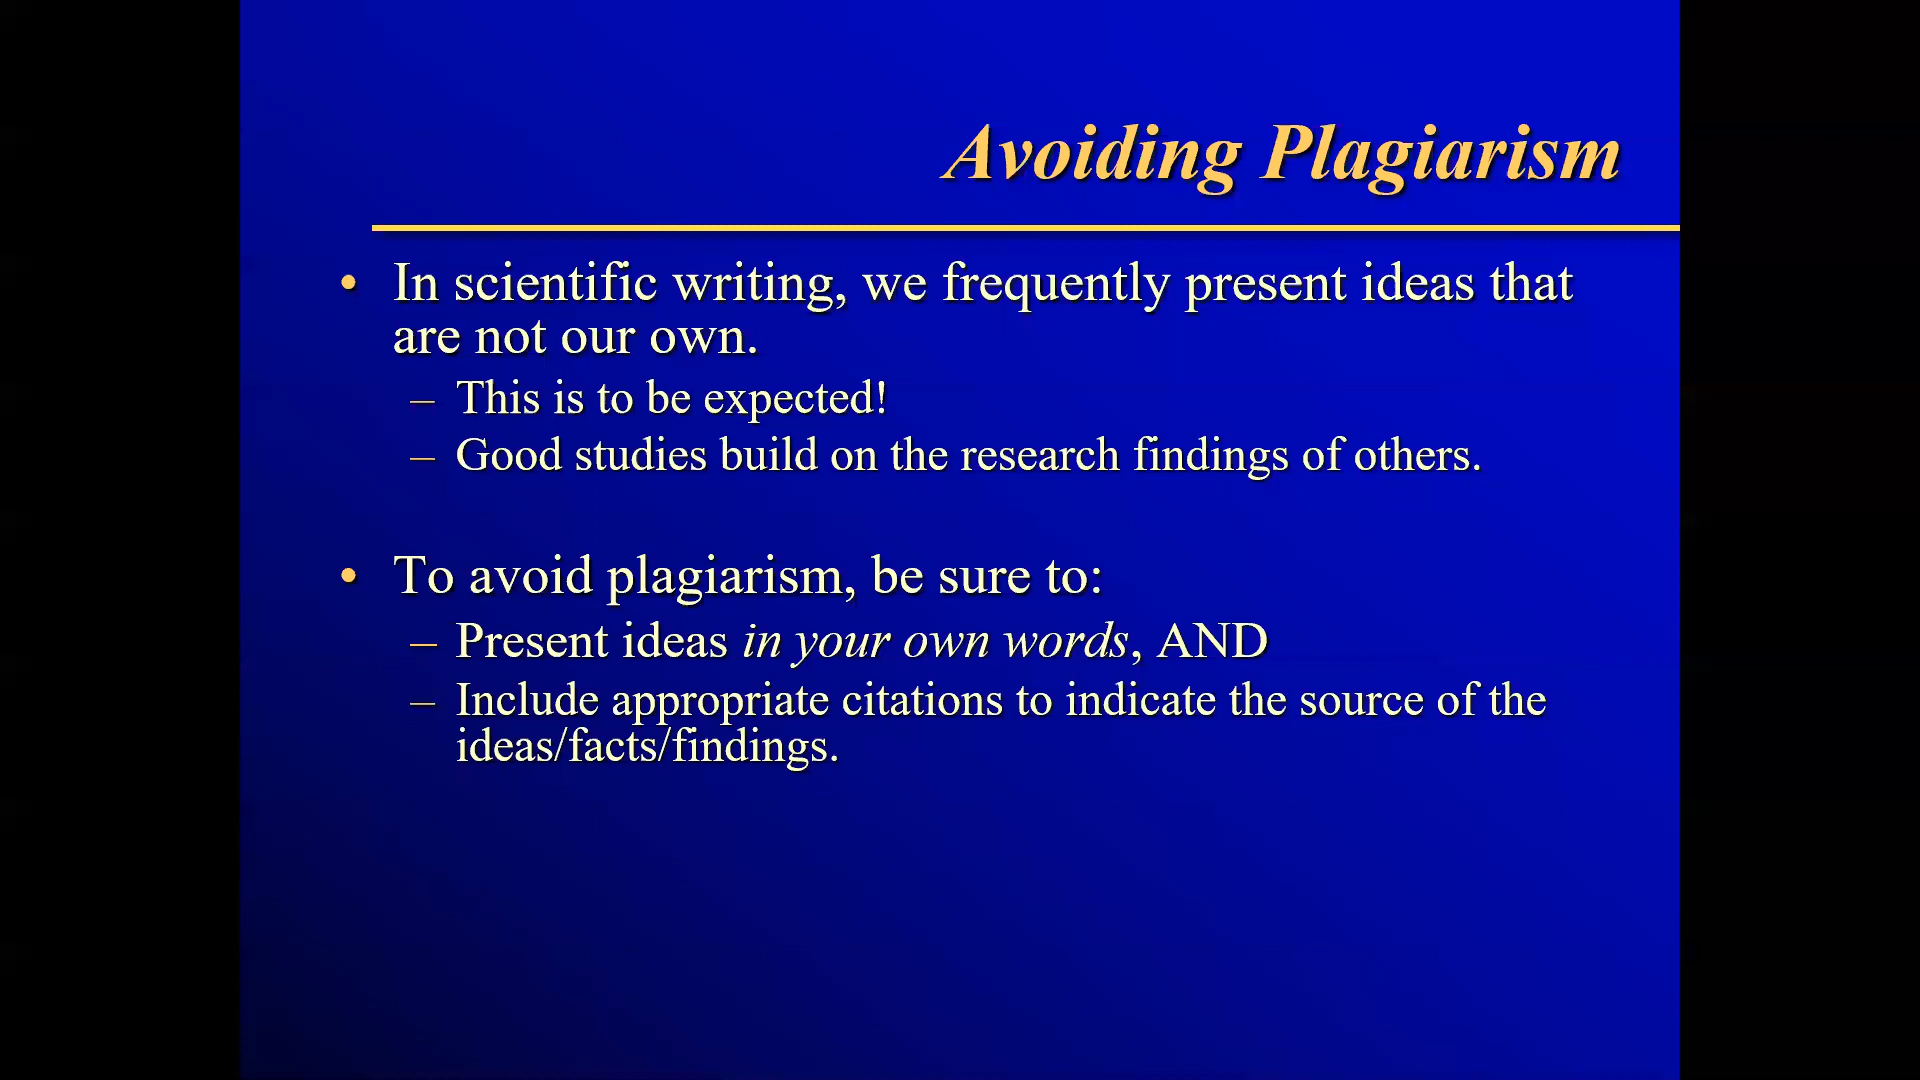 Avoiding Plagiarism
• In scientific writing, we frequently present ideas that
are not our own.
– This is to be expected!
– Good studies build on the research findings of others.
• To avoid plagiarism, be sure to:
– Present ideas in your own words, AND
– Include appropriate citations to indicate the source of the
ideas/facts/findings.